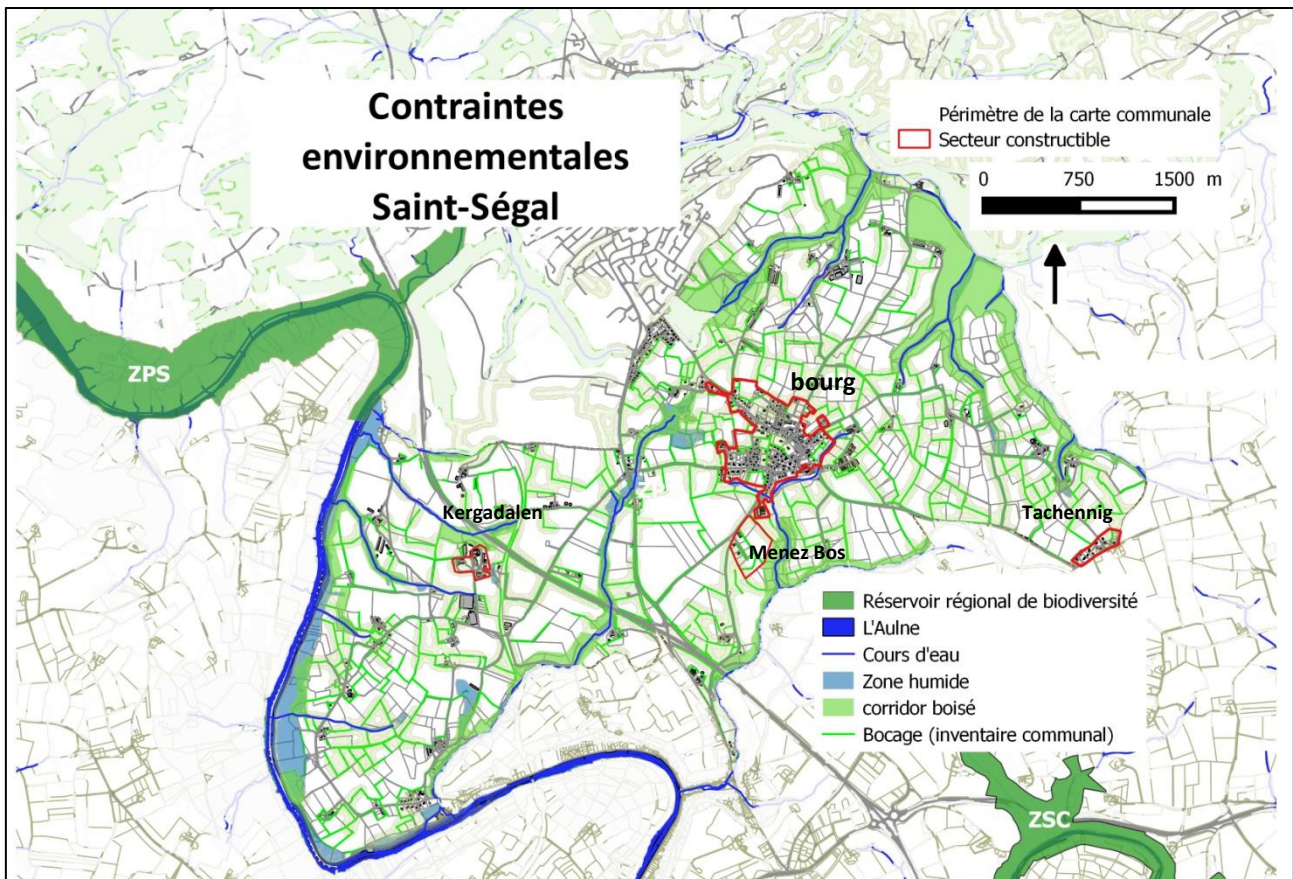 Contraintes
environnementales
Saint-Ségal
Périmètre de la carte communale
Secteur constructible
0 750 1500 m
ZPS
bourg
Kergadalen
Tachennig
Menez Bos
Réservoir régional de biodiversité
L'Aulne
Cours d'eau
Zone humide
corridor boisé
Bocage (inventaire communal)
ZSC